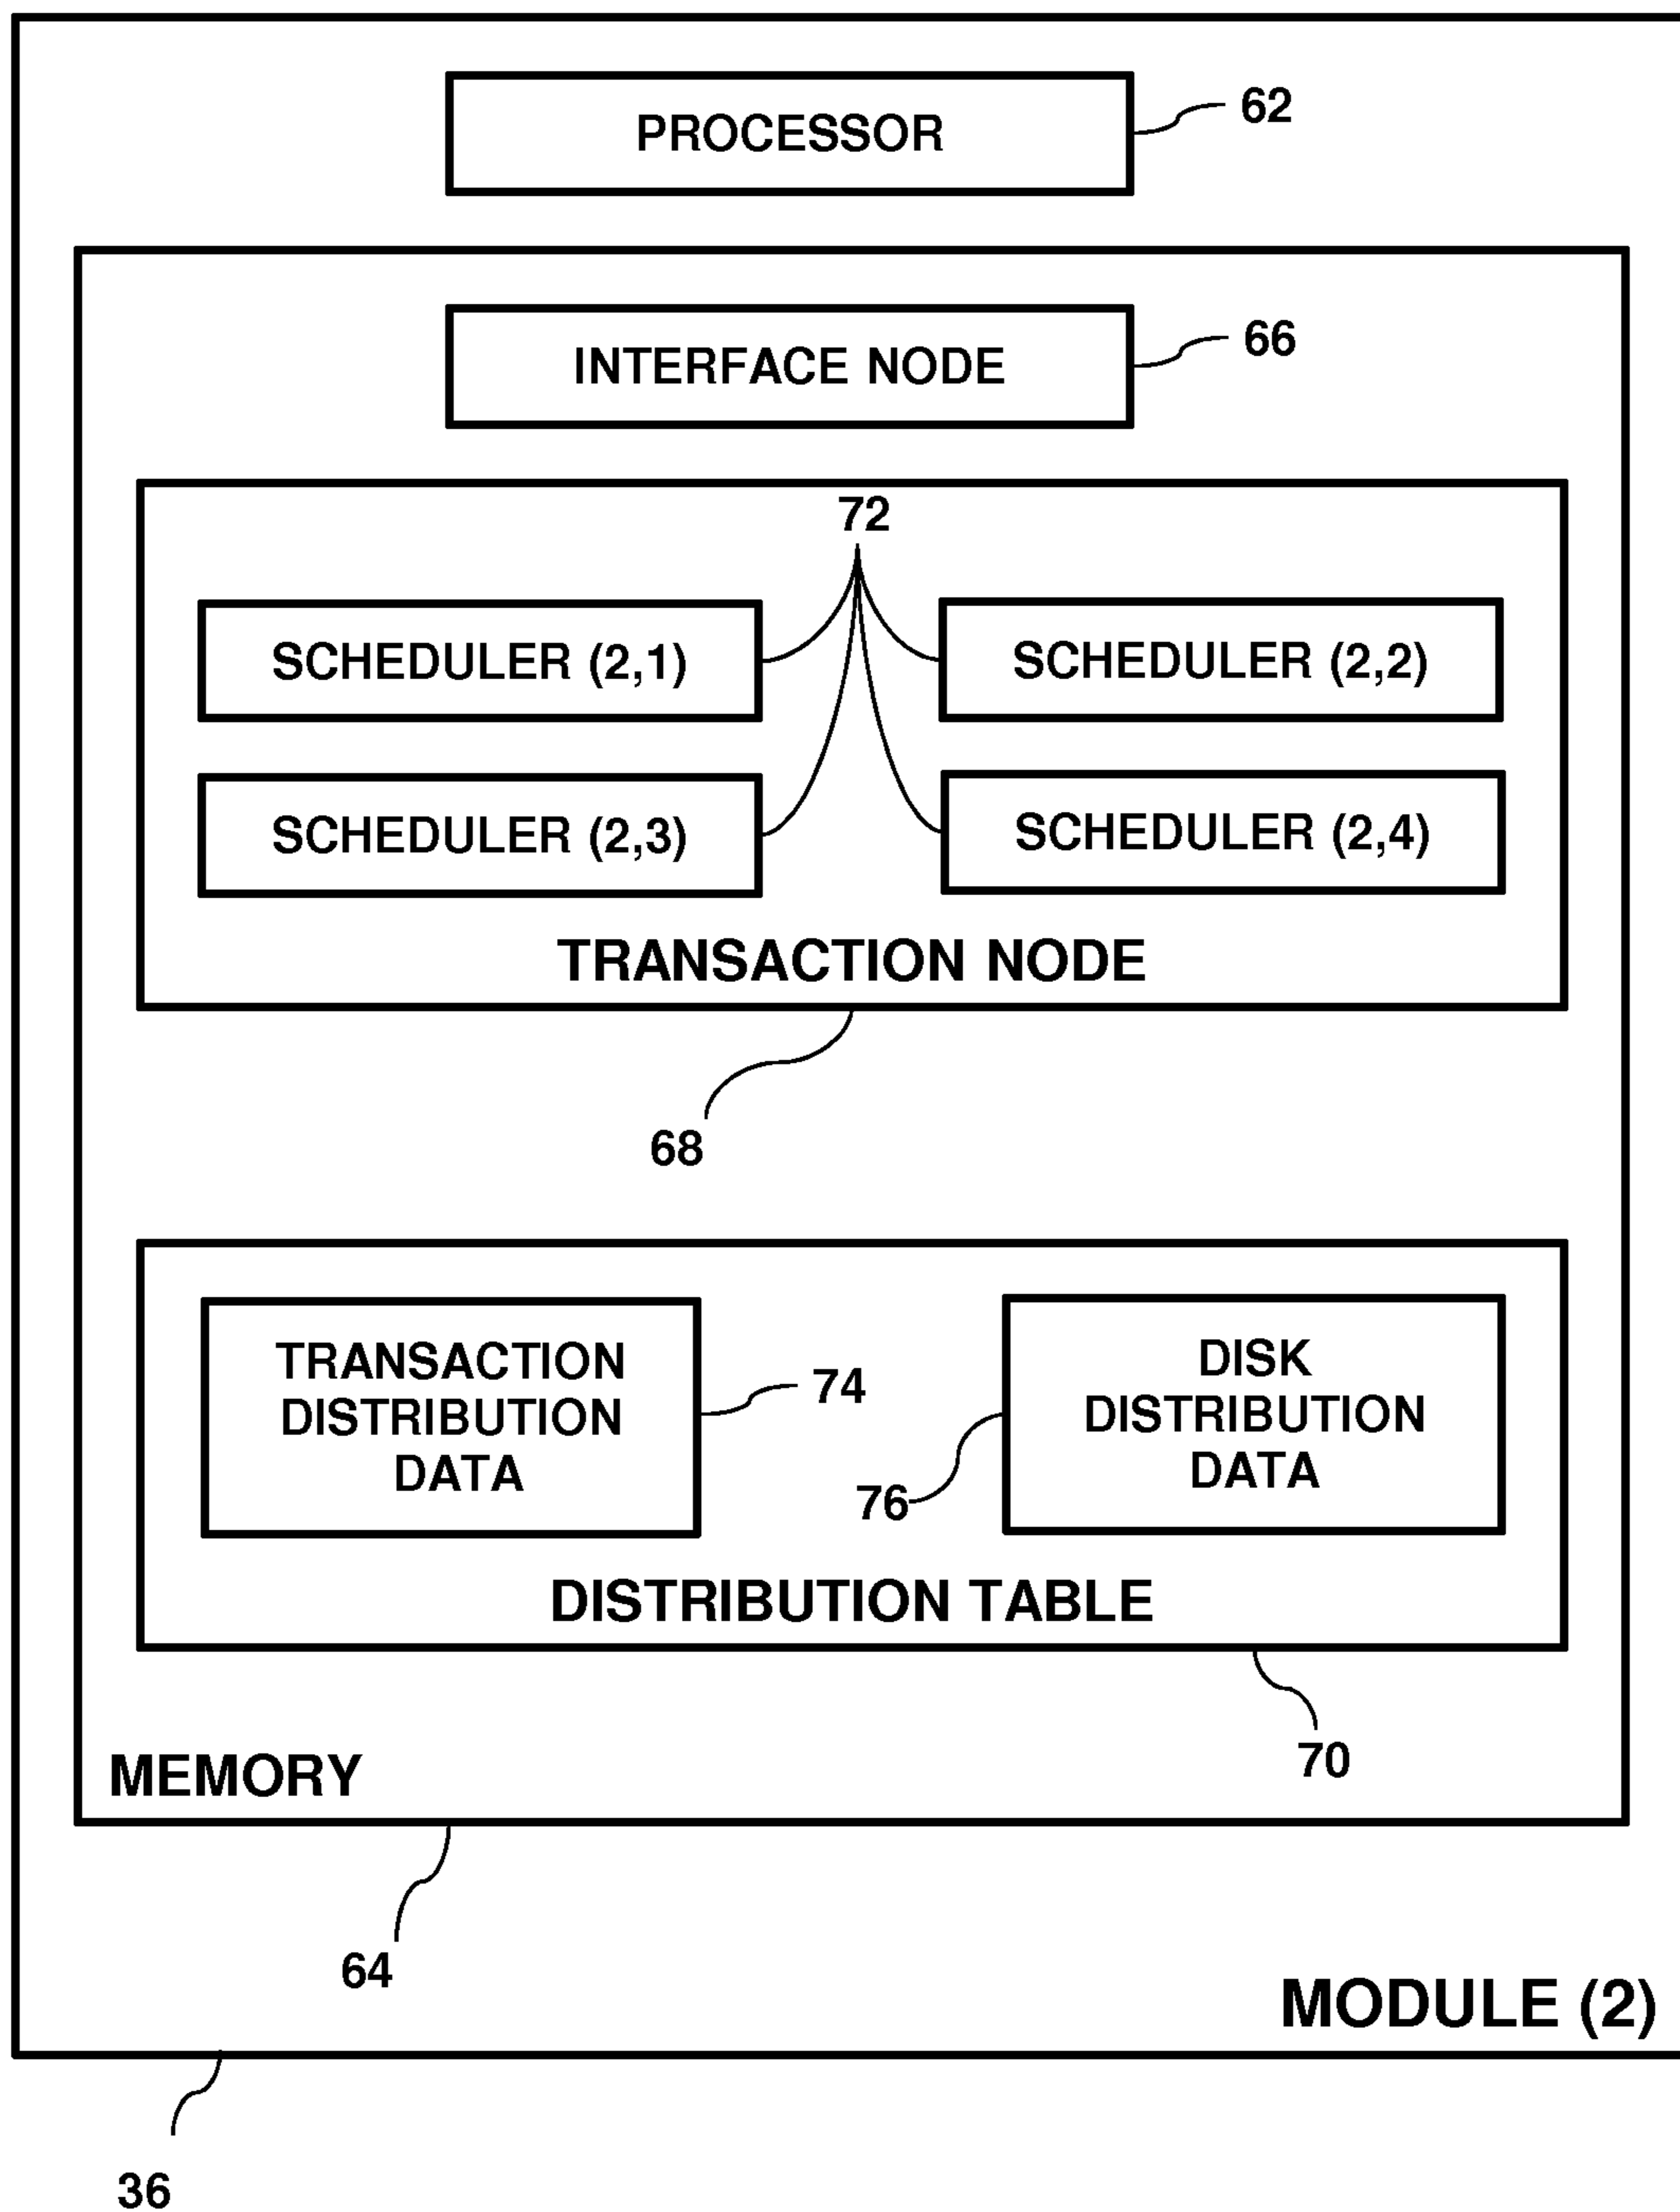 PROCESSOR
62
INTERFACE NODE
66
72
SCHEDULER (2,1)
SCHEDULER (2,2)
SCHEDULER (2,3)
SCHEDULER (2,4)
TRANSACTION NODE
68
TRANSACTION
DISTRIBUTION
DATA
74
DISK
DISTRIBUTION
DATA
76
DISTRIBUTION TABLE
70
MEMORY
64
MODULE (2)
36